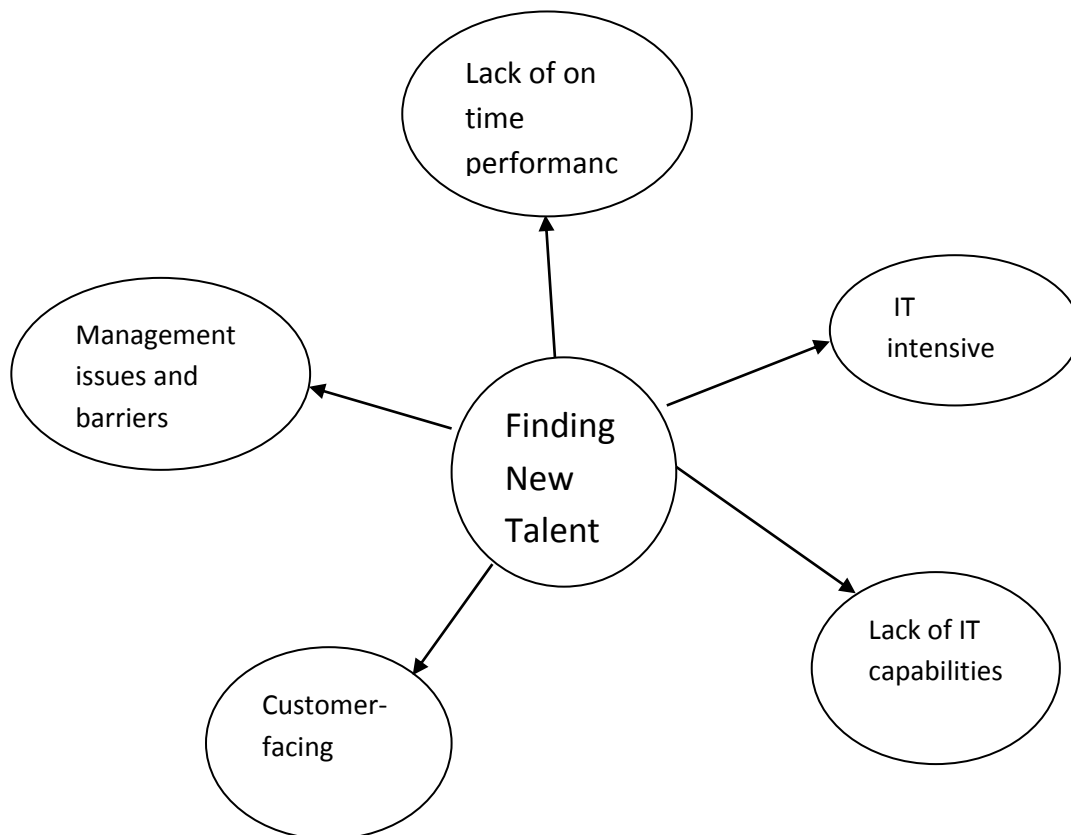 Lack of on
time
performanc
IT
intensive
Management
issues and
barriers
Finding
New
Talent
Lack of IT
capabilities
Customer-
facing